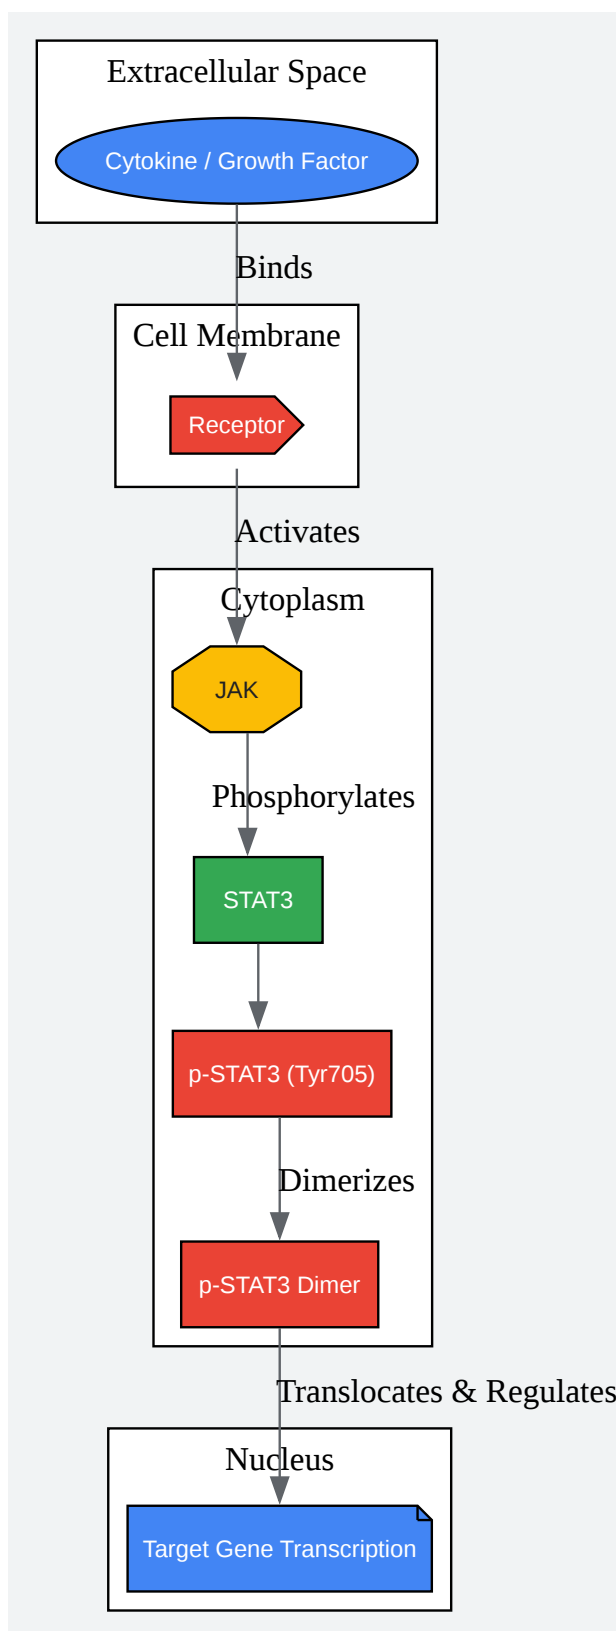 Extracellular Space
Cytokine / Growth Factor
Binds
Cell Membrane
Receptor
Activates
Cytoplasm
JAK
Phosphorylates
STAT3
p-STAT3 (Tyr705)
Dimerizes
p-STAT3 Dimer
Translocates & Regulates
Nucleus
Target Gene Transcription